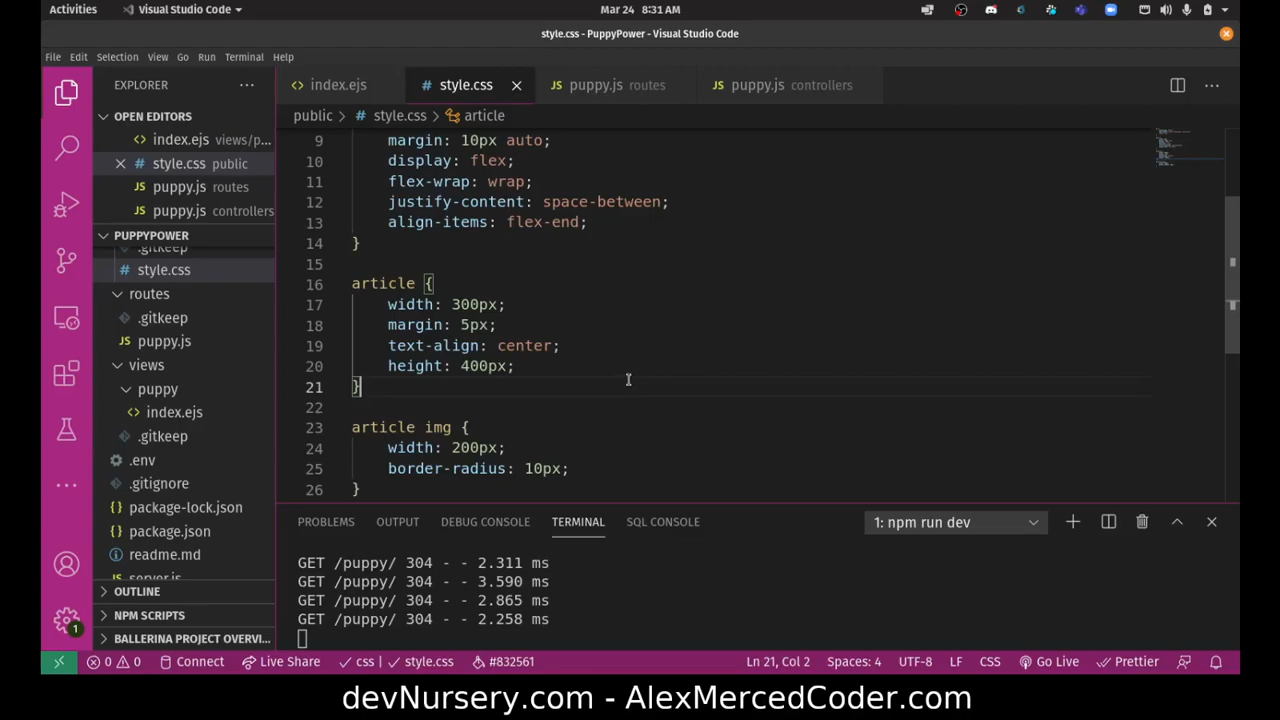 Activities
Visual Studio Code
Mar 24 8:31 AM
style.css - PuppyPower - Visual Studio Code
File Edit Selection View Go Run Terminal Help
EXPLORER
OPEN EDITORS
<> index.ejs views/p...
# style.css public
JS puppy.js routes
JS puppy.js controllers
PUPPYPOWER
.gitkeep
# style.css
routes
.gitkeep
JS puppy.js
views
puppy
<> index.ejs
.gitkeep
.env
.gitignore
{} package-lock.json
{} package.json
readme.md
server.js
OUTLINE
NPM SCRIPTS
BALLERINA PROJECT OVERVI...
1
<> index.ejs
# style.css
JS puppy.js routes
JS puppy.js controllers
public > # style.css > article
9 margin: 10px auto;
10 display: flex;
11 flex-wrap: wrap;
12 justify-content: space-between;
13 align-items: flex-end;
14 }
15
16 article {
17 width: 300px;
18 margin: 5px;
19 text-align: center;
20 height: 400px;
21 }
22
23 article img {
24 width: 200px;
25 border-radius: 10px;
26 }
PROBLEMS OUTPUT DEBUG CONSOLE TERMINAL SQL CONSOLE
1: npm run dev
GET /puppy/ 304 - - 2.311 ms
GET /puppy/ 304 - - 3.590 ms
GET /puppy/ 304 - - 2.865 ms
GET /puppy/ 304 - - 2.258 ms
0 0 Connect Live Share css | style.css #832561 Ln 21, Col 2 Spaces: 4 UTF-8 LF CSS Go Live Prettier
devNursery.com - AlexMercedCoder.com